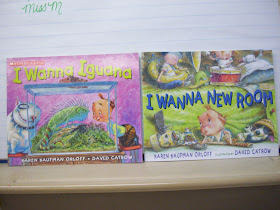 Miss M
I Wanna Iguana
KAREN KAUFMAN ORLOFF • DAVID CATROW
I WANNA NEW ROOM
KAREN KAUFMAN ORLOFF DAVID CATROW